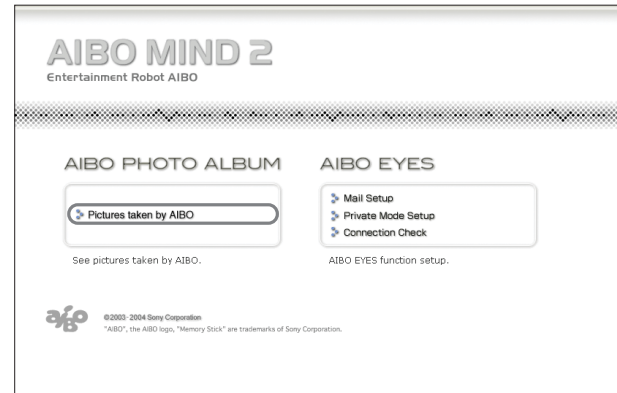 AIBO MIND 2
Entertainment Robot AIBO
AIBO PHOTO ALBUM
Pictures taken by AIBO
See pictures taken by AIBO.
AIBO EYES
Mail Setup
Private Mode Setup
Connection Check
AIBO EYES function setup.
aibo
©2003-2004 Sony Corporation
"AIBO", the AIBO logo, "Memory Stick" are trademarks of Sony Corporation.